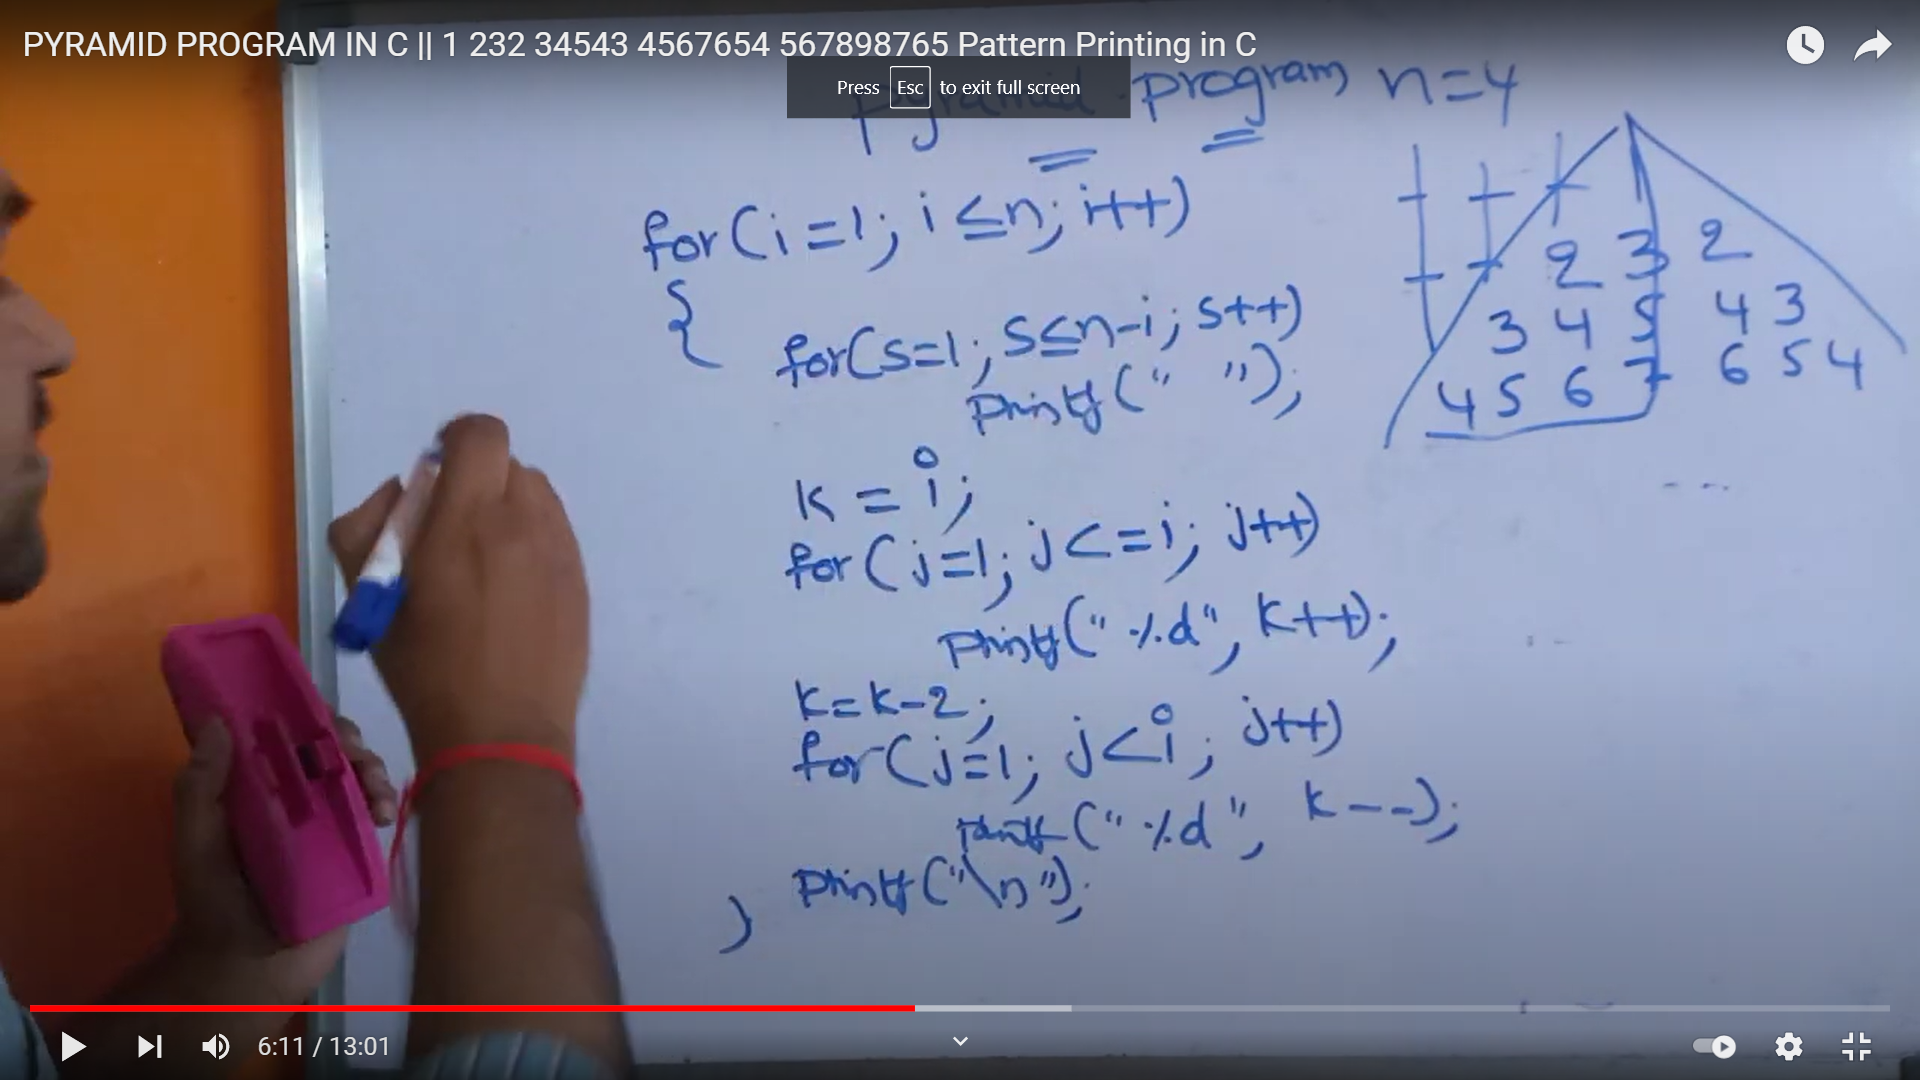 PYRAMID PROGRAM IN C || 1 232 34543 4567654 567898765 Pattern Printing in C
Press Esc to exit full screen
pyramid program n=4
for(i=1; i≤n; i++)
{
for(s=1; s≤n-i; s++)
printf(" ");
k = i;
for(j=1; j<=i; j++)
printf("%d", k++);
k=k-2;
for(j=1; j<i; j++)
printf("%d", k--);
printf("\n");
}
1
2 3 2
3 4 5 4 3
4 5 6 7 6 5 4
6:11 / 13:01